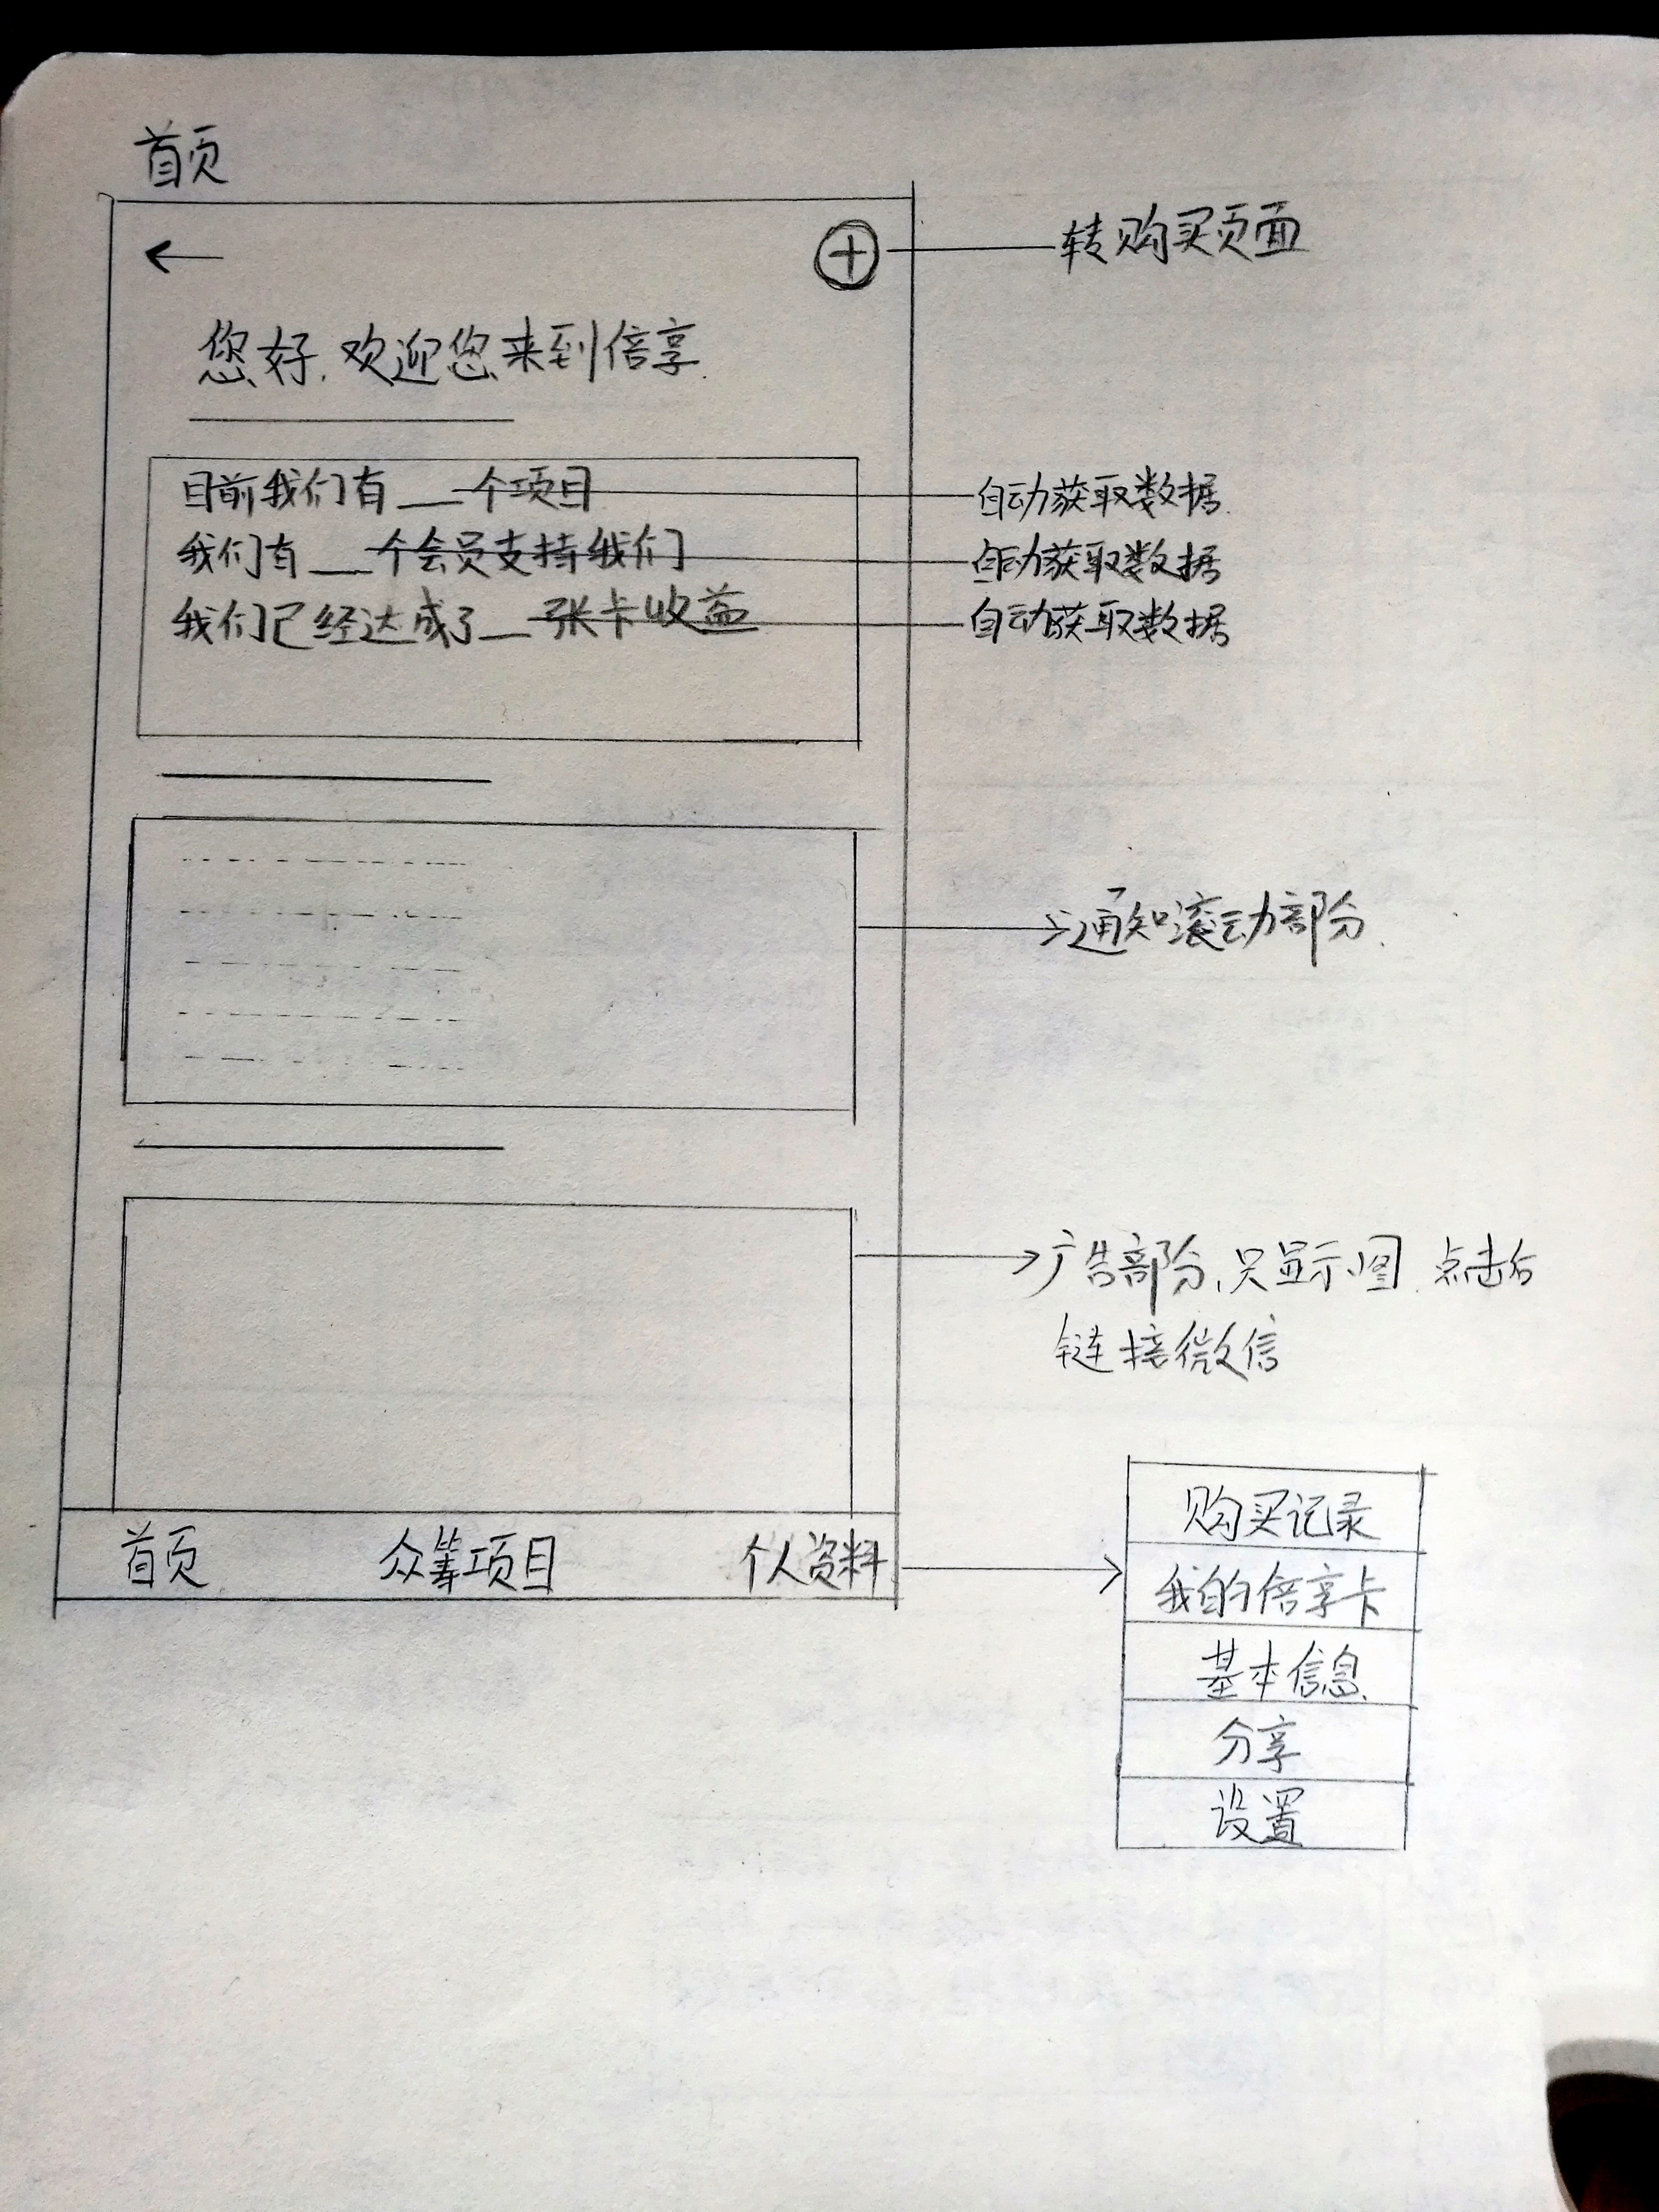 首页
转购买页面
您好.欢迎您来到倍享.
目前我们有__个项目
自动获取数据.
我们有__个会员支持我们
自动获取数据
我们已经达成了__张卡收益
自动获取数据
通知滚动部分.
广告部分,只显示图.点击后
链接微信
首页 众筹项目 个人资料
购买记录
我的倍享卡
基本信息
分享
设置